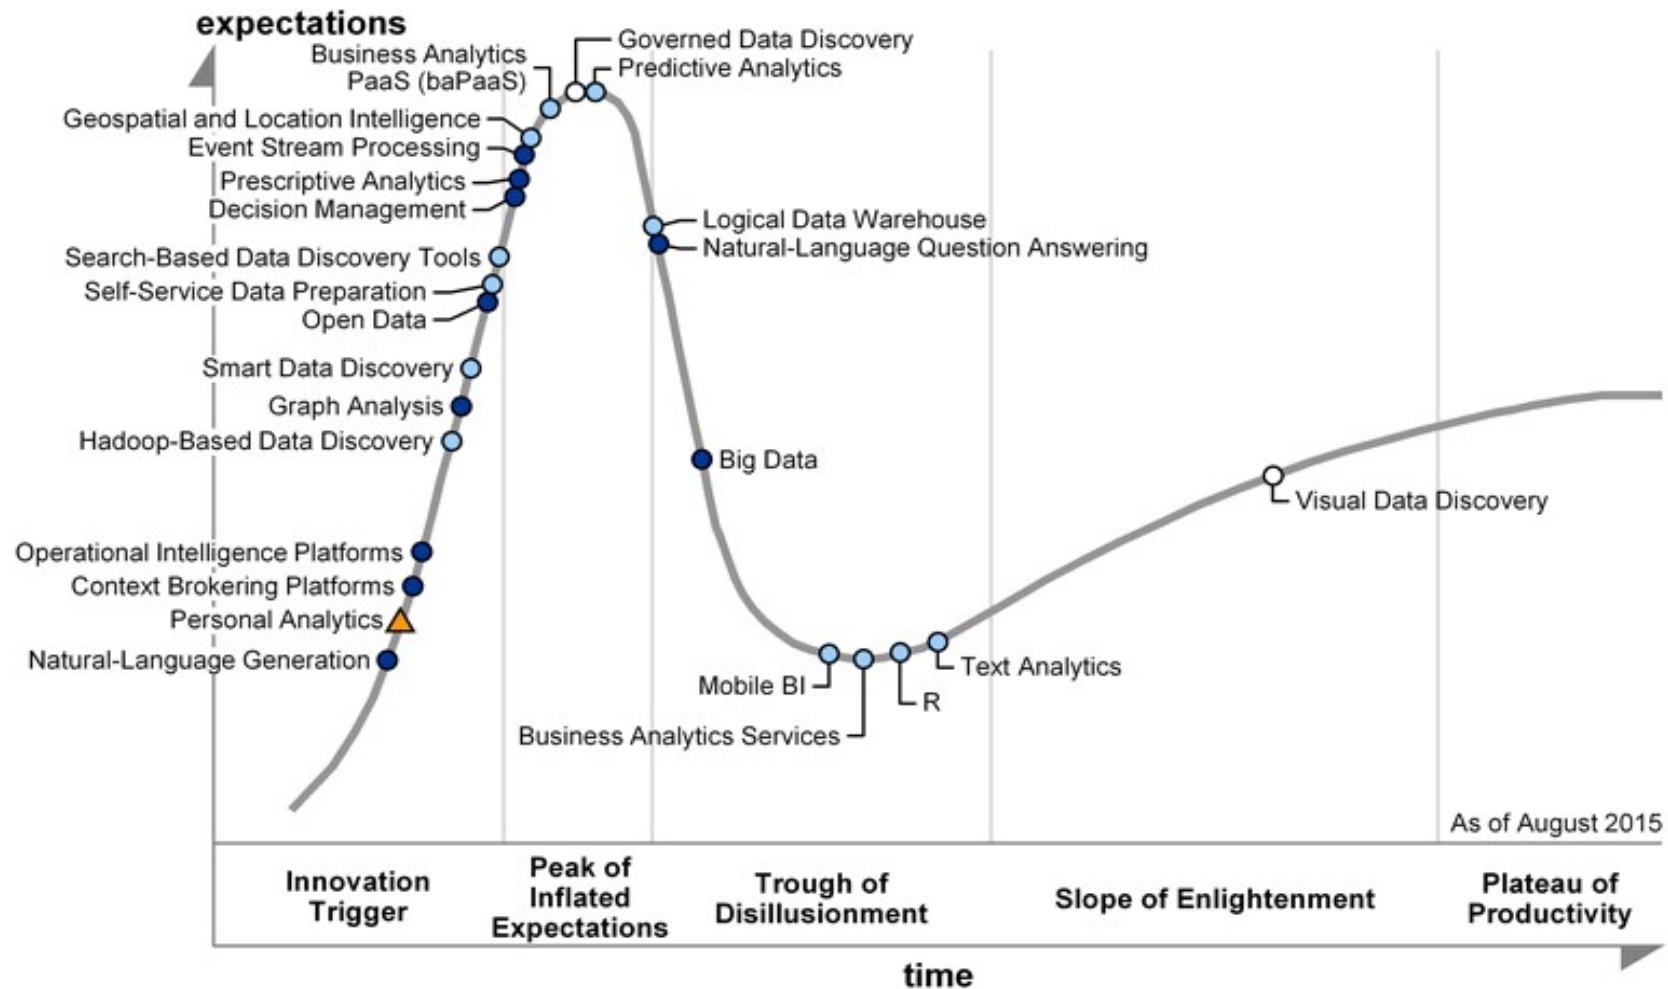 expectations
Business Analytics
PaaS (baPaaS)
Governed Data Discovery
Predictive Analytics
Geospatial and Location Intelligence
Event Stream Processing
Prescriptive Analytics
Decision Management
Search-Based Data Discovery Tools
Self-Service Data Preparation
Open Data
Smart Data Discovery
Graph Analysis
Hadoop-Based Data Discovery
Operational Intelligence Platforms
Context Brokering Platforms
Personal Analytics
Natural-Language Generation
Logical Data Warehouse
Natural-Language Question Answering
Big Data
Visual Data Discovery
Mobile BI
Business Analytics Services
R
Text Analytics
As of August 2015
Innovation
Trigger
Peak of
Inflated
Expectations
Trough of
Disillusionment
Slope of Enlightenment
Plateau of
Productivity
time